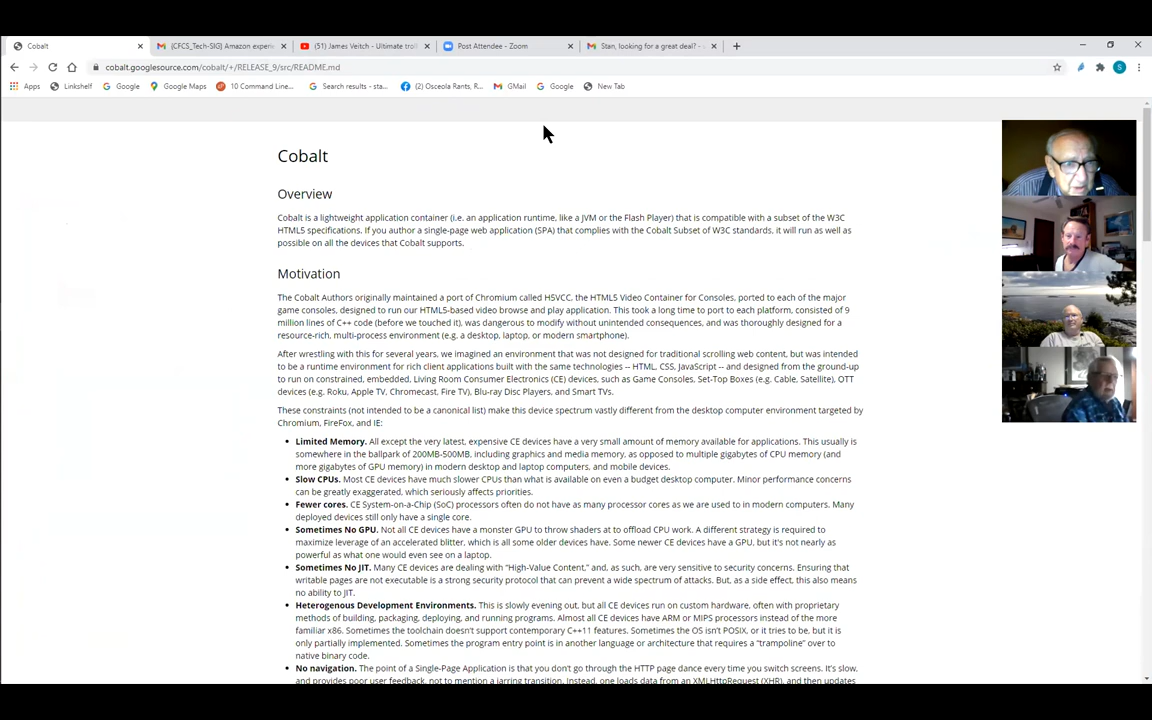 Cobalt
[CFCS_Tech-SIG] Amazon experi
(51) James Veitch - Ultimate troll
Post Attendee - Zoom
Stan, looking for a great deal? -
cobalt.googlesource.com/cobalt/+/RELEASE_9/src/README.md
Apps
Linkshelf
Google
Google Maps
10 Command Line...
Search results - sta...
(2) Osceola Rants, R...
GMail
Google
New Tab
Cobalt
Overview
Cobalt is a lightweight application container (i.e. an application runtime, like a JVM or the Flash Player) that is compatible with a subset of the W3C
HTML5 specifications. If you author a single-page web application (SPA) that complies with the Cobalt Subset of W3C standards, it will run as well as
possible on all the devices that Cobalt supports.
Motivation
The Cobalt Authors originally maintained a port of Chromium called H5VCC, the HTML5 Video Container for Consoles, ported to each of the major
game consoles, designed to run our HTML5-based video browse and play application. This took a long time to port to each platform, consisted of 9
million lines of C++ code (before we touched it), was dangerous to modify without unintended consequences, and was thoroughly designed for a
resource-rich, multi-process environment (e.g. a desktop, laptop, or modern smartphone).
After wrestling with this for several years, we imagined an environment that was not designed for traditional scrolling web content, but was intended
to be a runtime environment for rich client applications built with the same technologies -- HTML, CSS, JavaScript -- and designed from the ground-up
to run on constrained, embedded, Living Room Consumer Electronics (CE) devices, such as Game Consoles, Set-Top Boxes (e.g. Cable, Satellite), OTT
devices (e.g. Roku, Apple TV, Chromecast, Fire TV), Blu-ray Disc Players, and Smart TVs.
These constraints (not intended to be a canonical list) make this device spectrum vastly different from the desktop computer environment targeted by
Chromium, FireFox, and IE:
Limited Memory. All except the very latest, expensive CE devices have a very small amount of memory available for applications. This usually is
somewhere in the ballpark of 200MB-500MB, including graphics and media memory, as opposed to multiple gigabytes of CPU memory (and
more gigabytes of GPU memory) in modern desktop and laptop computers, and mobile devices.
Slow CPUs. Most CE devices have much slower CPUs than what is available on even a budget desktop computer. Minor performance concerns
can be greatly exaggerated, which seriously affects priorities.
Fewer cores. CE System-on-a-Chip (SoC) processors often do not have as many processor cores as we are used to in modern computers. Many
deployed devices still only have a single core.
Sometimes No GPU. Not all CE devices have a monster GPU to throw shaders at to offload CPU work. A different strategy is required to
maximize leverage of an accelerated blitter, which is all some older devices have. Some newer CE devices have a GPU, but it's not nearly as
powerful as what one would even see on a laptop.
Sometimes No JIT. Many CE devices are dealing with "High-Value Content," and, as such, are very sensitive to security concerns. Ensuring that
writable pages are not executable is a strong security protocol that can prevent a wide spectrum of attacks. But, as a side effect, this also means
no ability to JIT.
Heterogenous Development Environments. This is slowly evening out, but all CE devices run on custom hardware, often with proprietary
methods of building, packaging, deploying, and running programs. Almost all CE devices have ARM or MIPS processors instead of the more
familiar x86. Sometimes the toolchain doesn't support contemporary C++11 features. Sometimes the OS isn't POSIX, or it tries to be, but it is
only partially implemented. Sometimes the program entry point is in another language or architecture that requires a "trampoline" over to
native binary code.
No navigation. The point of a Single-Page Application is that you don't go through the HTTP page dance every time you switch screens. It's slow,
and provides poor user feedback, not to mention a jarring transition. Instead, one loads data from an XMLHttpRequest (XHR), and then updates